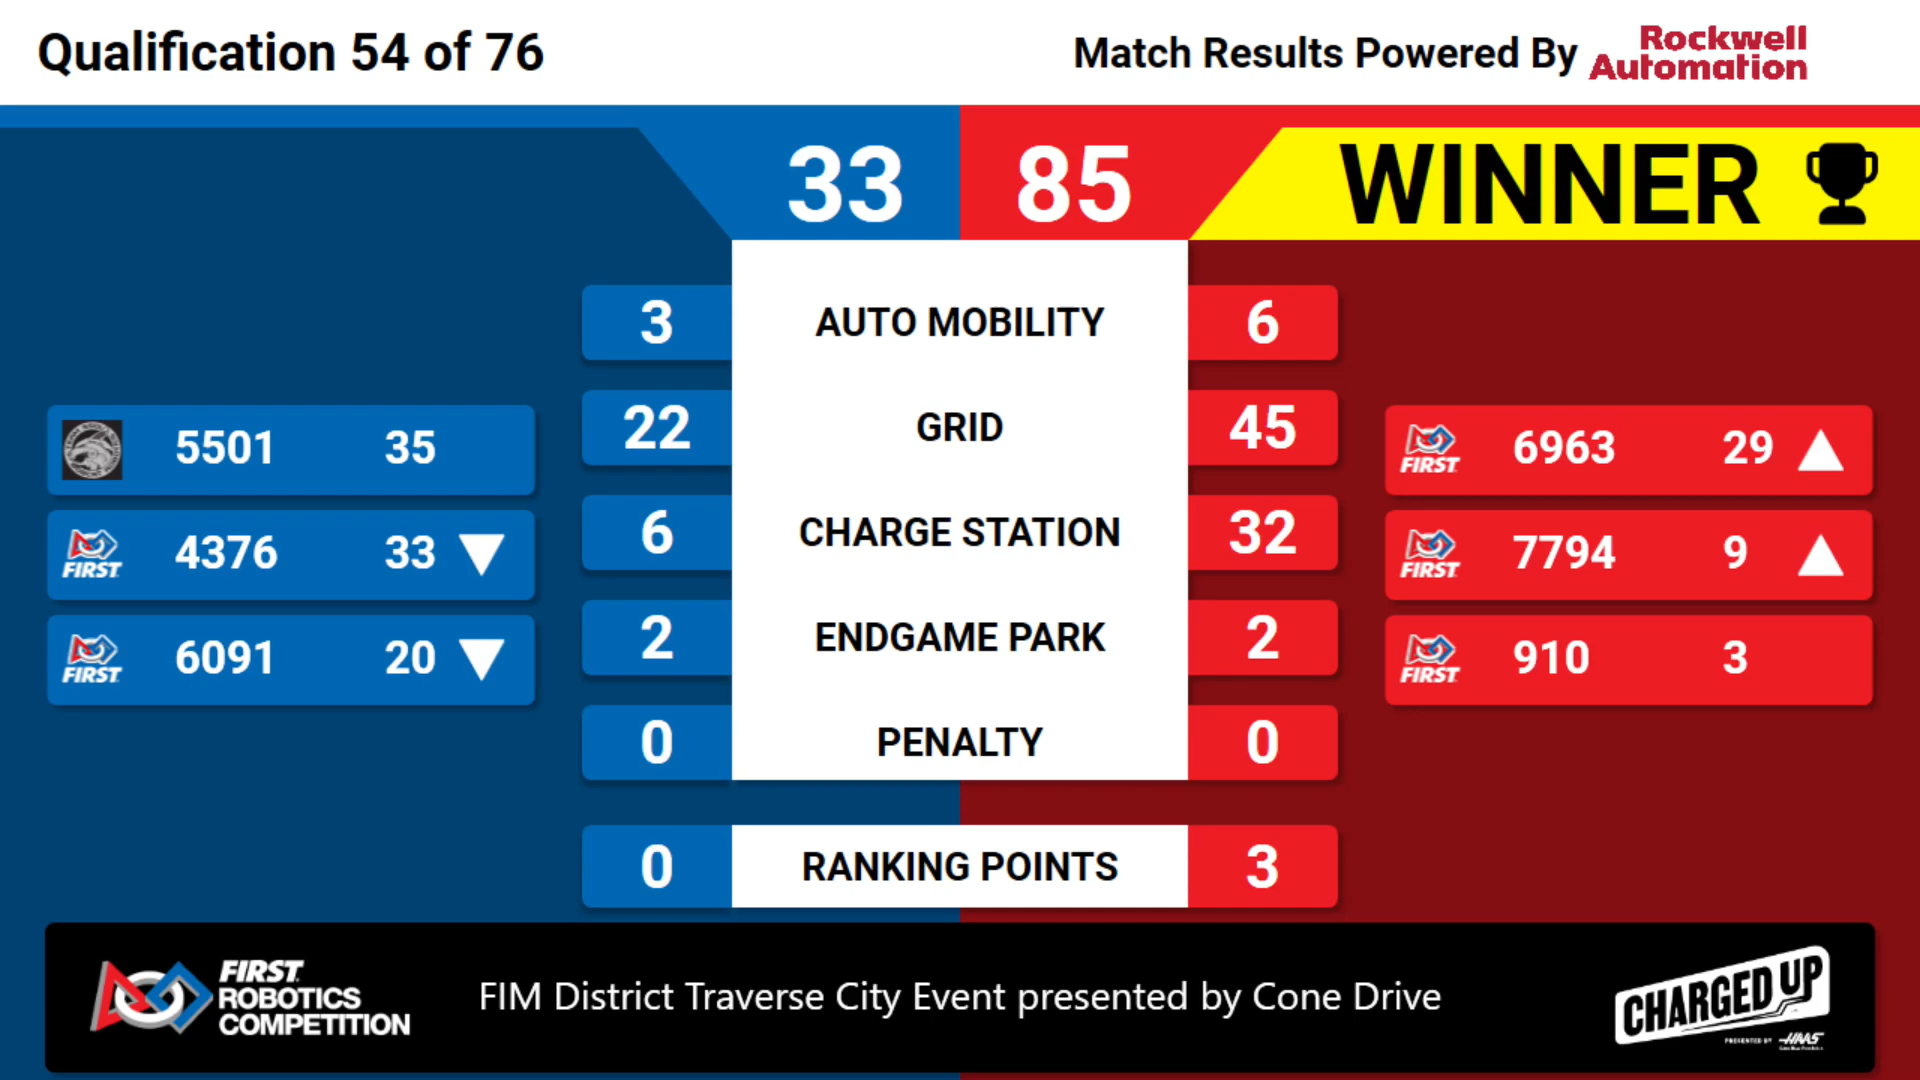 Qualification 54 of 76
Match Results Powered By Rockwell Automation
33 85 WINNER
3 AUTO MOBILITY 6
22 GRID 45
6 CHARGE STATION 32
2 ENDGAME PARK 2
0 PENALTY 0
0 RANKING POINTS 3
5501 35
FIRST 4376 33
FIRST 6091 20
FIRST 6963 29
FIRST 7794 9
FIRST 910 3
FIRST
ROBOTICS
COMPETITION
FIM District Traverse City Event presented by Cone Drive
CHARGED UP
PRESENTED BY HAAS